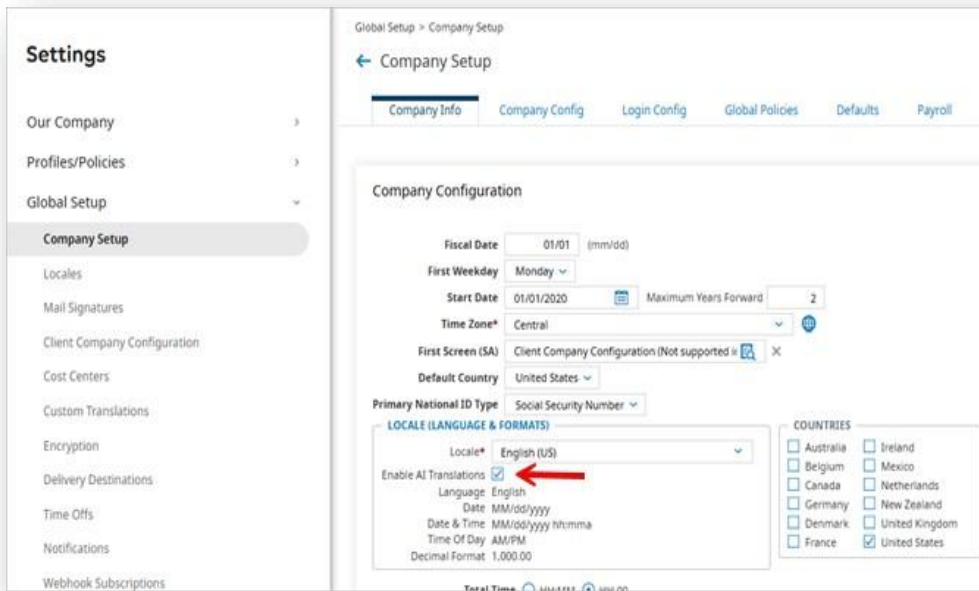 Settings
Our Company
Profiles/Policies
Global Setup
Company Setup
Locales
Mail Signatures
Client Company Configuration
Cost Centers
Custom Translations
Encryption
Delivery Destinations
Time Offs
Notifications
Webhook Subscriptions
Global Setup > Company Setup
Company Setup
Company Info Company Config Login Config Global Policies Defaults Payroll
Company Configuration
Fiscal Date 01/01 (mm/dd)
First Weekday Monday
Start Date 01/01/2020 Maximum Years Forward 2
Time Zone* Central
First Screen (SA) Client Company Configuration (Not supported
Default Country United States
Primary National ID Type Social Security Number
LOCALE (LANGUAGE & FORMATS)
Locale* English (US)
Enable AI Translations
Language English
Date MM/dd/yyyy
Date & Time MM/dd/yyyy hh:mma
Time Of Day AM/PM
Decimal Format 1,000.00
COUNTRIES
Australia Ireland
Belgium Mexico
Canada Netherlands
Germany New Zealand
Denmark United Kingdom
France United States
Total Time HH:MM HH.00